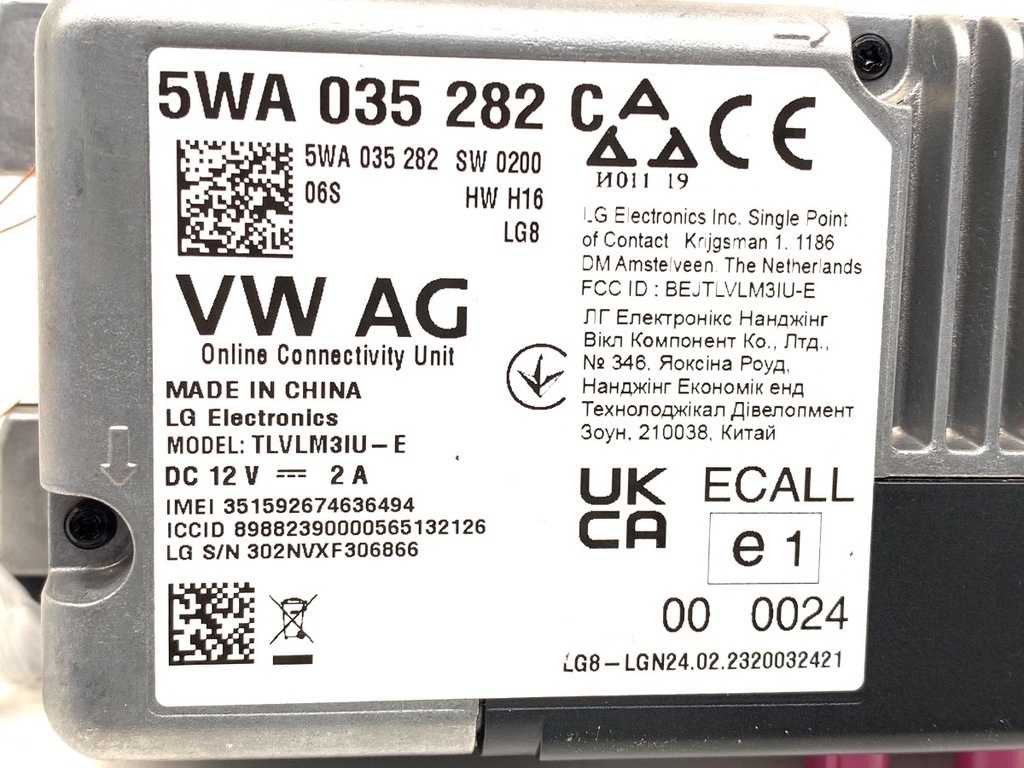 5WA 035 282 C
5WA 035 282 SW 0200
06S HW H16
LG8
VW AG
Online Connectivity Unit
MADE IN CHINA
LG Electronics
MODEL: TLVLM3IU-E
DC 12 V ⎓ 2 A
IMEI 351592674636494
ICCID 89882390000565132126
LG S/N 302NVXF306866
CE
И011 19
LG Electronics Inc. Single Point
of Contact Krijgsman 1, 1186
DM Amstelveen, The Netherlands
FCC ID : BEJTLVLM3IU-E
ЛГ Електронікс Нанджінг
Вікл Компонент Ко., Лтд.,
№ 346, Яоксіна Роуд,
Нанджінг Економік енд
Технолоджікал Дівелопмент
Зоун, 210038, Китай
UK
CA
ECALL
e 1
00 0024
LG8-LGN24.02.2320032421